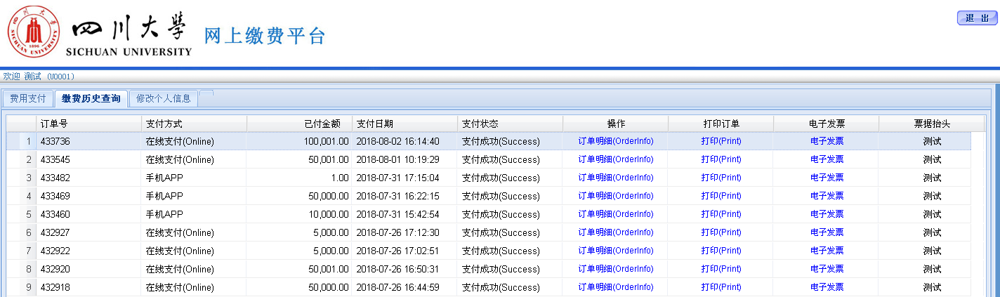 四川大学
SICHUAN UNIVERSITY
SICHUAN UNIVERSITY
1896
网上缴费平台
退 出
欢迎 测试 (U0001)
费用支付 缴费历史查询 修改个人信息
订单号 支付方式 已付金额 支付日期 支付状态 操作 打印订单 电子发票 票据抬头
1 433736 在线支付(Online) 100,001.00 2018-08-02 16:14:40 支付成功(Success) 订单明细(OrderInfo) 打印(Print) 电子发票 测试
2 433545 在线支付(Online) 50,001.00 2018-08-01 10:19:29 支付成功(Success) 订单明细(OrderInfo) 打印(Print) 电子发票 测试
3 433482 手机APP 1.00 2018-07-31 17:15:04 支付成功(Success) 订单明细(OrderInfo) 打印(Print) 电子发票 测试
4 433469 手机APP 50,000.00 2018-07-31 16:22:15 支付成功(Success) 订单明细(OrderInfo) 打印(Print) 电子发票 测试
5 433460 手机APP 10,000.00 2018-07-31 15:42:54 支付成功(Success) 订单明细(OrderInfo) 打印(Print) 电子发票 测试
6 432927 在线支付(Online) 5,000.00 2018-07-26 17:12:30 支付成功(Success) 订单明细(OrderInfo) 打印(Print) 电子发票 测试
7 432922 在线支付(Online) 5,000.00 2018-07-26 17:02:51 支付成功(Success) 订单明细(OrderInfo) 打印(Print) 电子发票 测试
8 432920 在线支付(Online) 50,001.00 2018-07-26 16:50:31 支付成功(Success) 订单明细(OrderInfo) 打印(Print) 电子发票 测试
9 432918 在线支付(Online) 50,000.00 2018-07-26 16:44:59 支付成功(Success) 订单明细(OrderInfo) 打印(Print) 电子发票 测试